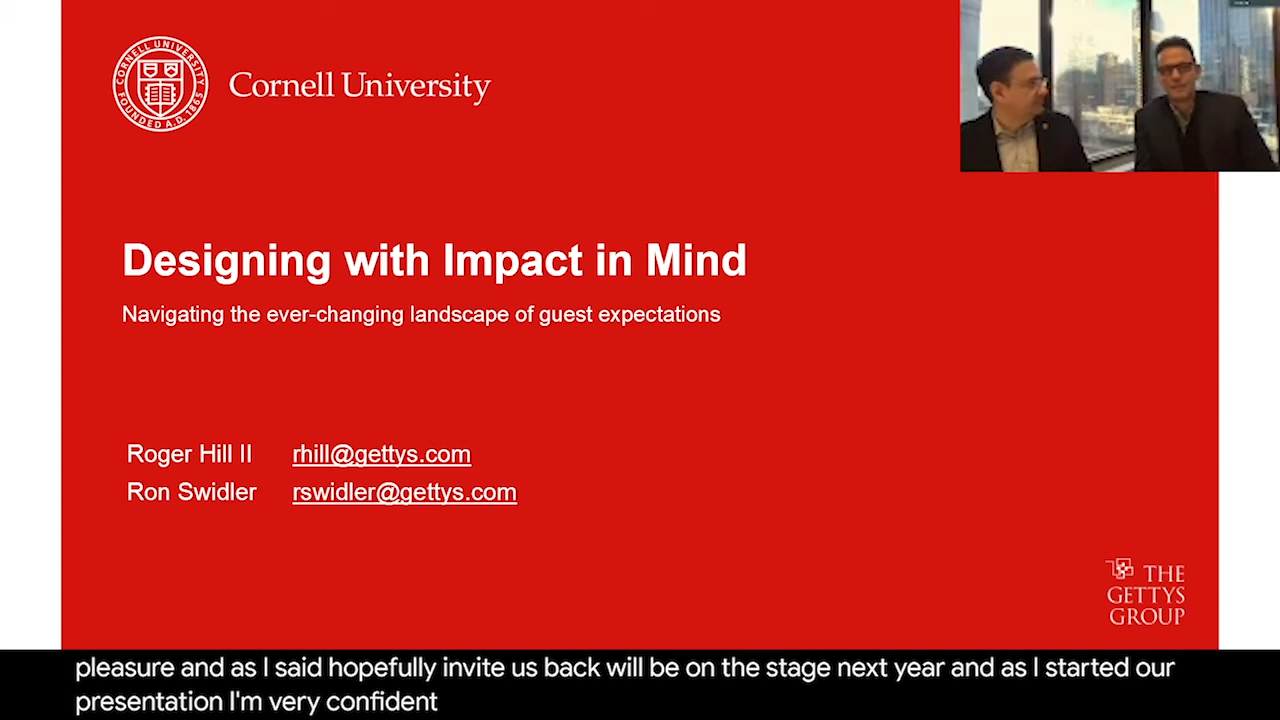 CORNELL UNIVERSITY
FOUNDED A.D. 1865
Cornell University
Designing with Impact in Mind
Navigating the ever-changing landscape of guest expectations
Roger Hill II rhill@gettys.com
Ron Swidler rswidler@gettys.com
THE
GETTYS
GROUP
pleasure and as I said hopefully invite us back will be on the stage next year and as I started our
presentation I'm very confident